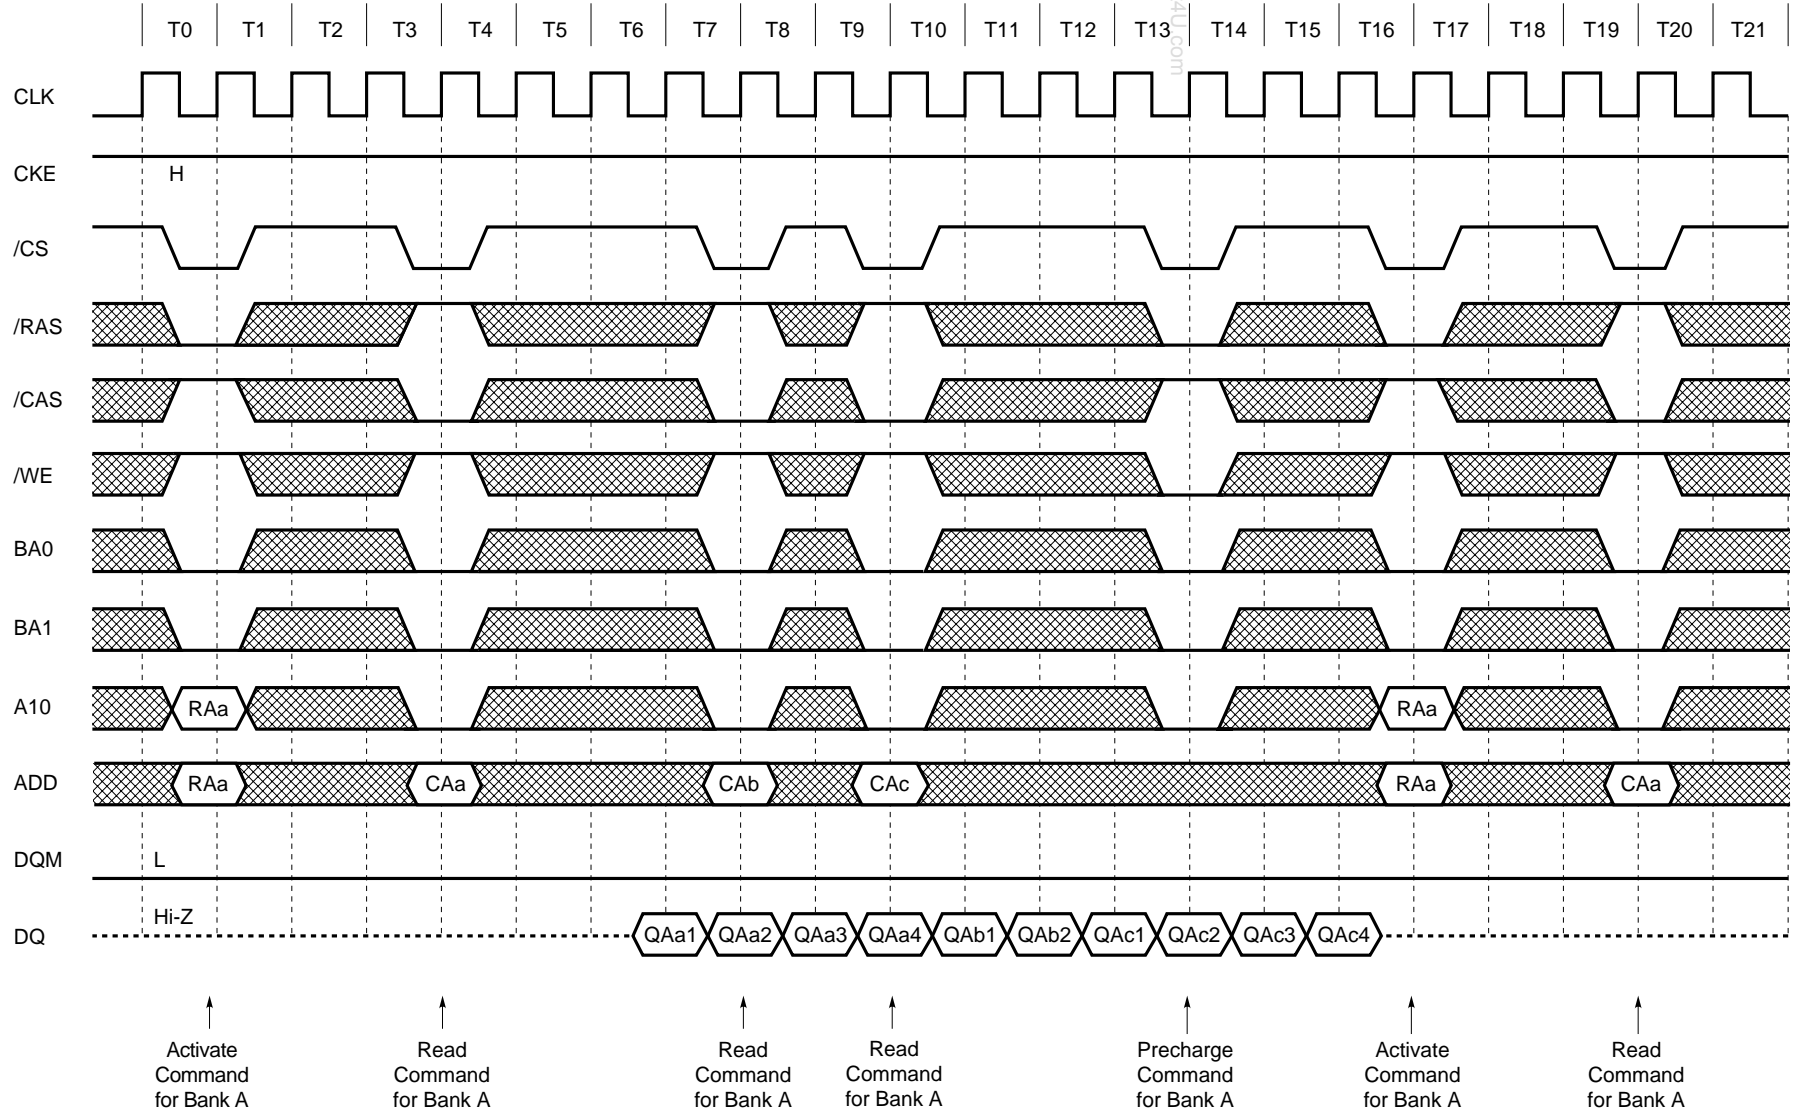 4U.com
T0 T1 T2 T3 T4 T5 T6 T7 T8 T9 T10 T11 T12 T13 T14 T15 T16 T17 T18 T19 T20 T21
CLK
CKE H
/CS
/RAS
/CAS
/WE
BA0
BA1
A10 RAa RAa
ADD RAa CAa CAb CAc RAa CAa
DQM L
Hi-Z
DQ QAa1 QAa2 QAa3 QAa4 QAb1 QAb2 QAc1 QAc2 QAc3 QAc4
Activate
Command
for Bank A
Read
Command
for Bank A
Read
Command
for Bank A
Read
Command
for Bank A
Precharge
Command
for Bank A
Activate
Command
for Bank A
Read
Command
for Bank A